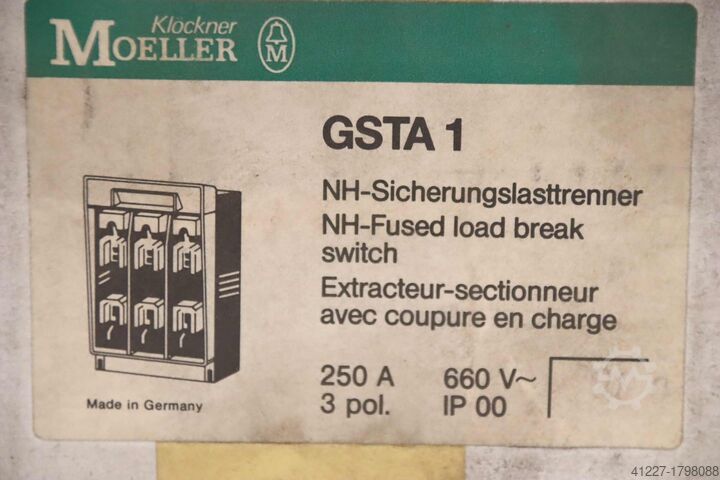 Klöckner
MOELLER
M
GSTA 1
NH-Sicherungslasttrenner
NH-Fused load break
switch
Extracteur-sectionneur
avec coupure en charge
250 A 660 V~
3 pol. IP 00
Made in Germany
41227-1798088